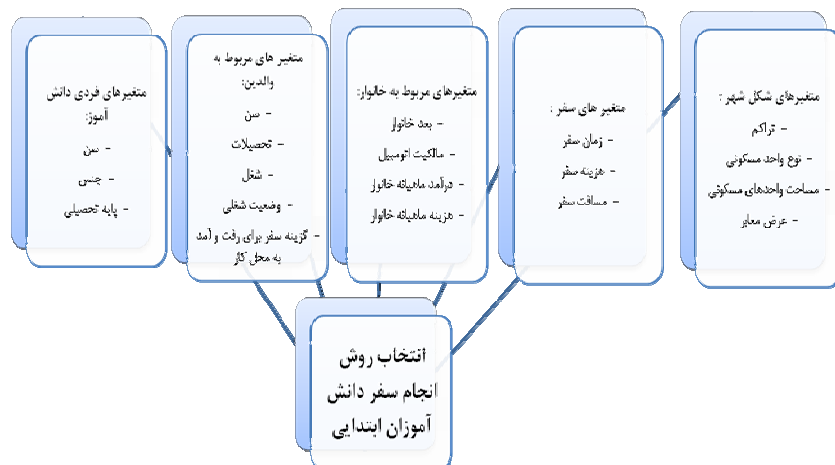 متغیرهای شکل شهر :
- تراکم
- نوع واحد مسکونی
- مساحت واحدهای مسکونی
- عرض معابر
متغیر های سفر :
- زمان سفر
- هزینه سفر
- مسافت سفر
متغیرهای مربوط به خانوار:
- بعد خانوار
- مالکیت اتومبیل
- درآمد ماهیانه خانوار
- هزینه ماهیانه خانوار
متغیر های مربوط به
والدین:
- سن
- تحصیلات
- شغل
- وضعیت شغلی
- گزینه سفر برای رفت و آمد
به محل کار
متغیرهای فردی دانش
آموز:
- سن
- جنس
- پایه تحصیلی
انتخاب روش
انجام سفر دانش
آموزان ابتدایی